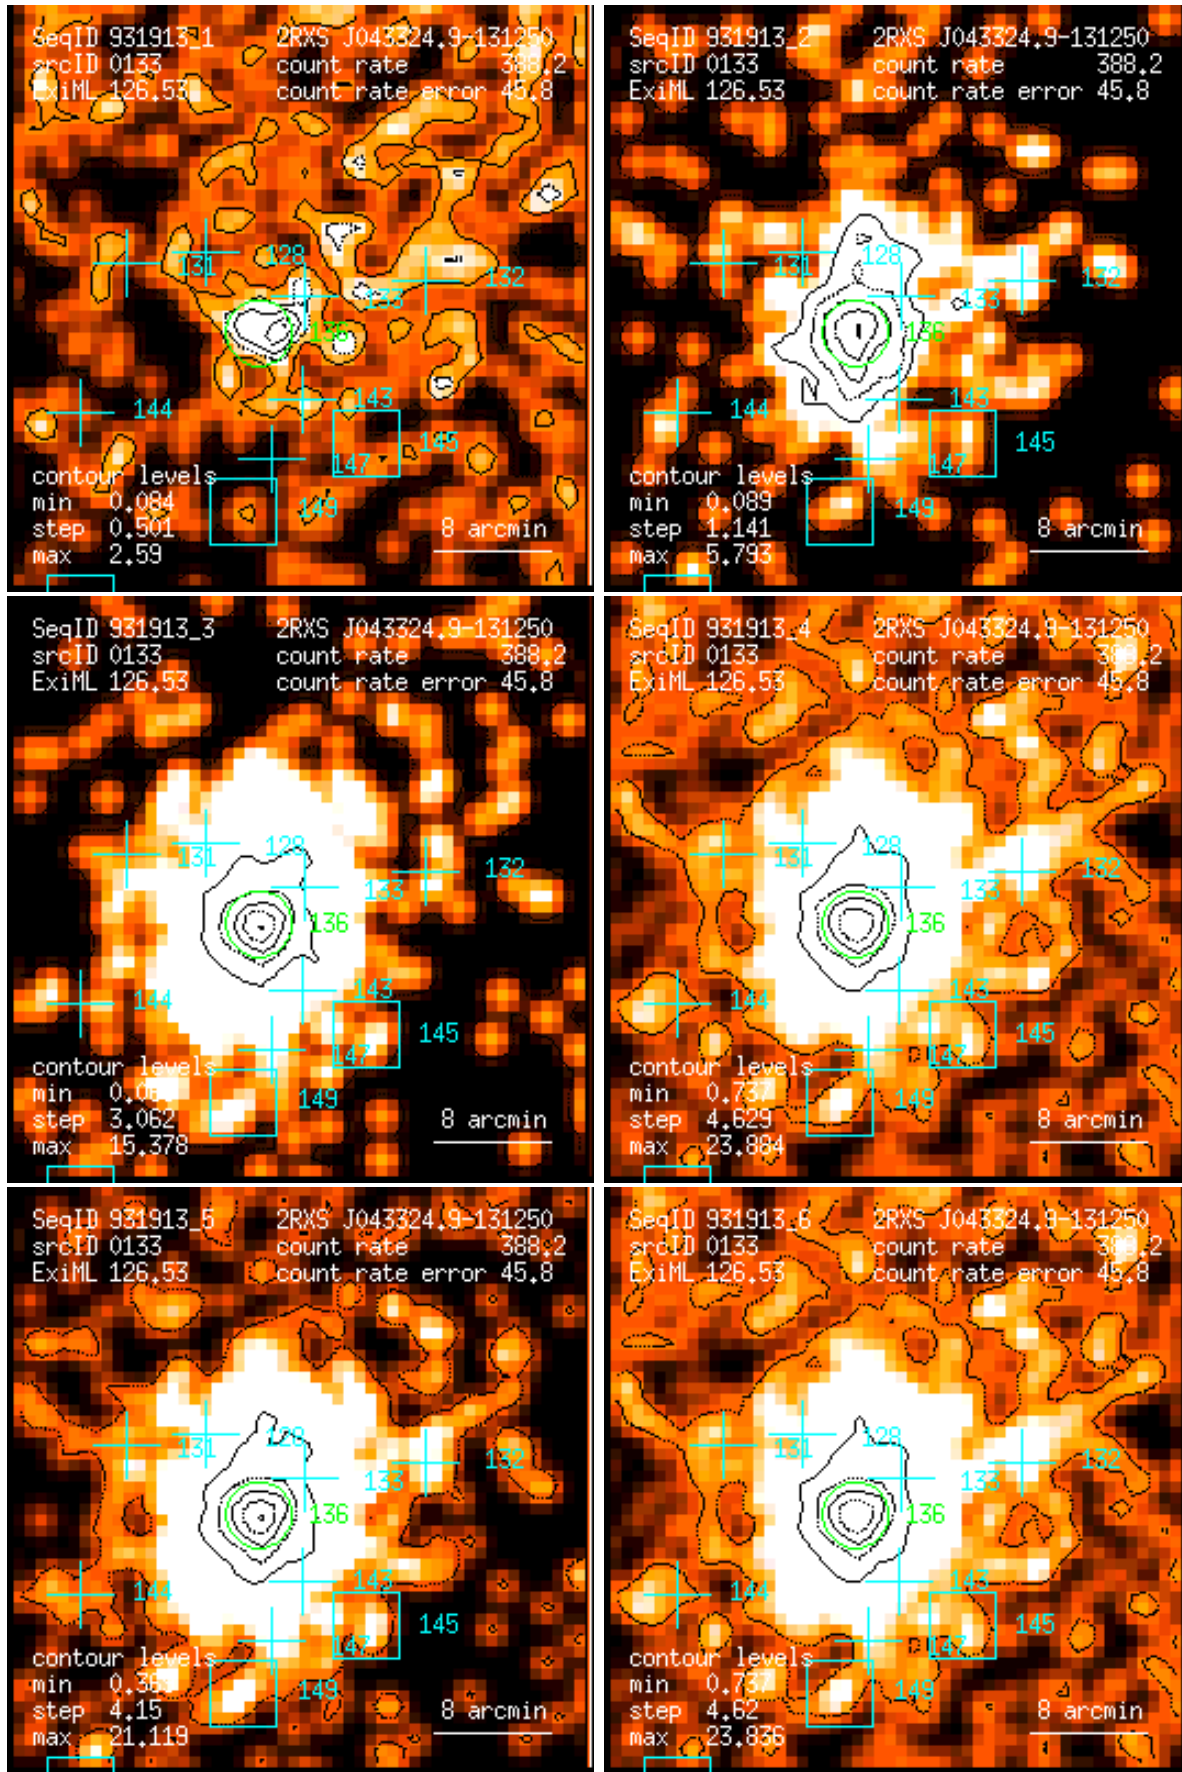 SeqID 931913_1 2RXS J043324.9-131250
srcID 0133 count rate 388.2
ExiML 126.53 count rate error 45.8
131 128 132
133
136
144 143
145
147
149
contour levels
min 0.084
step 0.501
max 2.59
8 arcmin
SeqID 931913_2 2RXS J043324.9-131250
srcID 0133 count rate 388.2
ExiML 126.53 count rate error 45.8
131 128 132
133
136
144 143
145
147
149
contour levels
min 0.089
step 1.141
max 5.793
8 arcmin
SeqID 931913_3 2RXS J043324.9-131250
srcID 0133 count rate 388.2
ExiML 126.53 count rate error 45.8
131 128 132
133
136
144 143
145
147
149
contour levels
min
step 3.062
max 15.378
8 arcmin
SeqID 931913_4 2RXS J043324.9-131250
srcID 0133 count rate 388.2
ExiML 126.53 count rate error 45.8
131 128 132
133
136
144 143
145
147
149
contour levels
min 0.737
step 4.629
max 23.884
8 arcmin
SeqID 931913_5 2RXS J043324.9-131250
srcID 0133 count rate 388.2
ExiML 126.53 count rate error 45.8
131 128 132
133
136
144 143
145
147
149
contour levels
min 0.369
step 4.15
max 21.119
8 arcmin
SeqID 931913_6 2RXS J043324.9-131250
srcID 0133 count rate 388.2
ExiML 126.53 count rate error 45.8
131 128 132
133
136
144 143
145
147
149
contour levels
min 0.737
step 4.62
max 23.836
8 arcmin